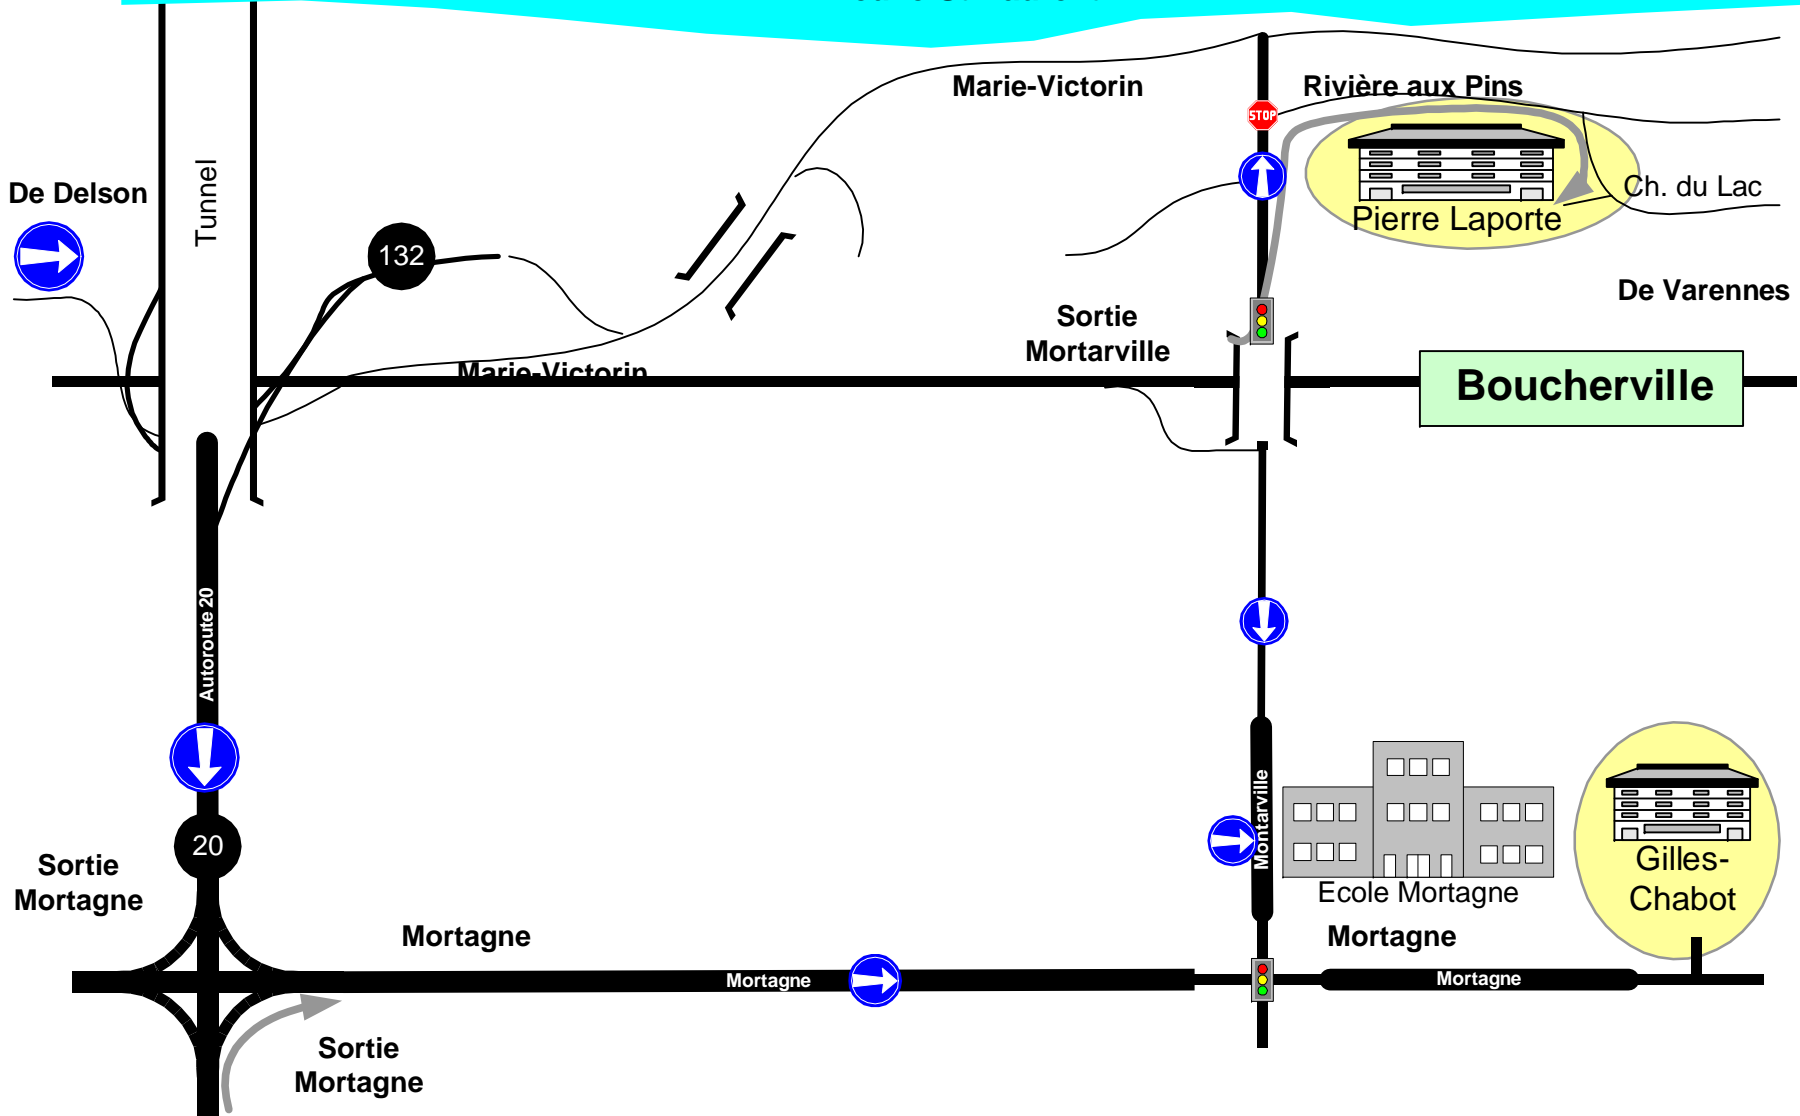 Marie-Victorin
Rivière aux Pins
STOP
Tunnel
De Delson
132
Ch. du Lac
Pierre Laporte
De Varennes
Sortie
Mortarville
Marie-Victorin
Boucherville
Autoroute 20
Montarville
20
Sortie
Mortagne
Ecole Mortagne
Gilles-
Chabot
Mortagne
Mortagne
Mortagne
Mortagne
Sortie
Mortagne